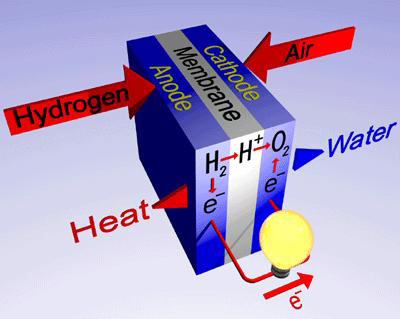 Hydrogen
Anode
Membrane
Cathode
Air
H₂ → H⁺ → O₂
e⁻ e⁻
Heat
Water
e⁻